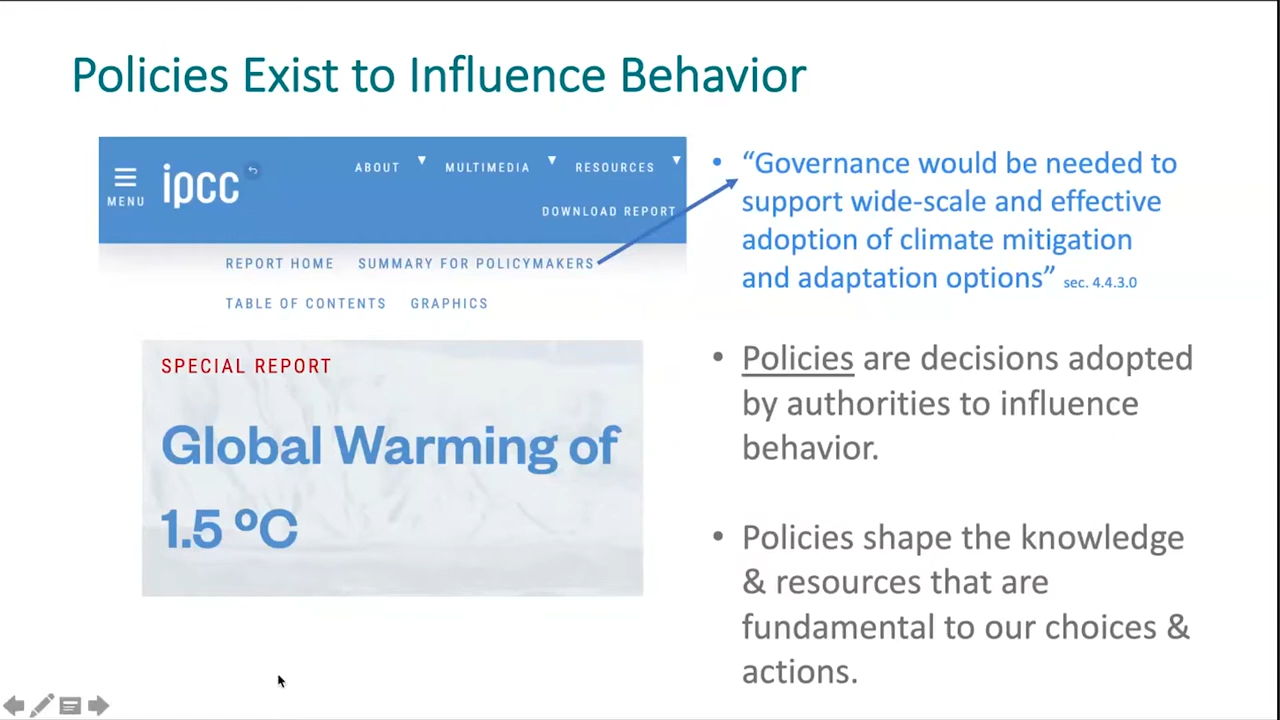 Policies Exist to Influence Behavior
MENU
ipcc
ABOUT
MULTIMEDIA
RESOURCES
DOWNLOAD REPORT
REPORT HOME
SUMMARY FOR POLICYMAKERS
TABLE OF CONTENTS
GRAPHICS
SPECIAL REPORT
Global Warming of
1.5 ºC
• “Governance would be needed to
support wide-scale and effective
adoption of climate mitigation
and adaptation options” sec. 4.4.3.0
• Policies are decisions adopted
by authorities to influence
behavior.
• Policies shape the knowledge
& resources that are
fundamental to our choices &
actions.